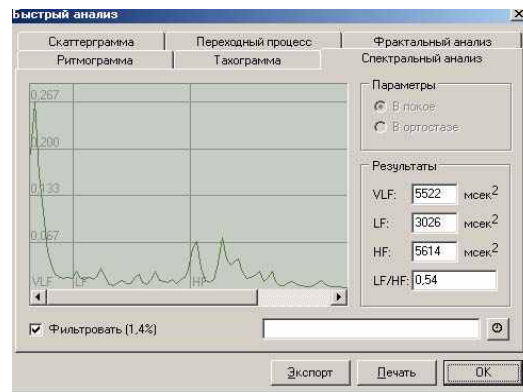 Быстрый анализ
Скаттерграмма Переходный процесс Фрактальный анализ
Ритмограмма Тахограмма Спектральный анализ
0,267
0,200
0,133
0,067
VLF LF HF
Параметры
В покое
В ортостазе
Результаты
VLF: 5522 мсек²
LF: 3026 мсек²
HF: 5614 мсек²
LF/HF: 0,54
Фильтровать (1,4%)
Экспорт Печать OK